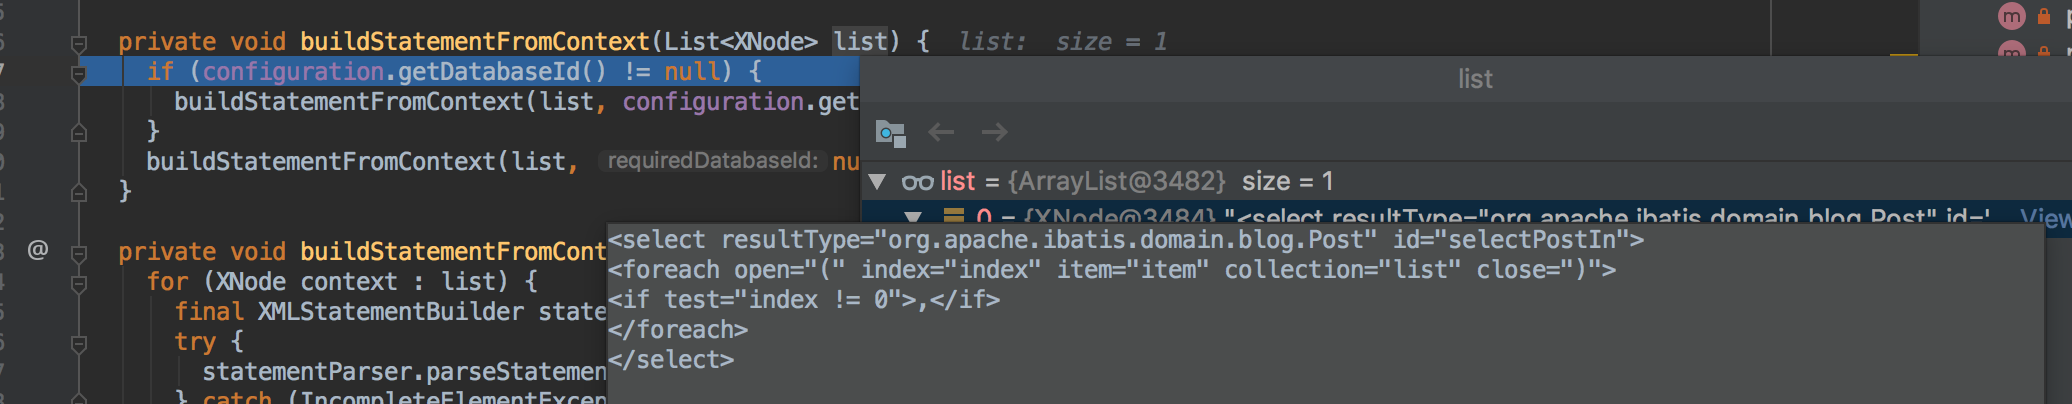 private void buildStatementFromContext(List<XNode> list) { list: size = 1
if (configuration.getDatabaseId() != null) {
buildStatementFromContext(list, configuration.get
}
buildStatementFromContext(list, requiredDatabaseId: nu
}
@ private void buildStatementFromCont
for (XNode context : list) {
final XMLStatementBuilder state
try {
statementParser.parseStatemen
} catch (IncompleteElementExcep
list
list = {ArrayList@3482} size = 1
0 = {XNode@3484} "<select resultType="org.apache.ibatis.domain.blog.Post" id=' View
<select resultType="org.apache.ibatis.domain.blog.Post" id="selectPostIn">
<foreach open="(" index="index" item="item" collection="list" close=")">
<if test="index != 0">,</if>
</foreach>
</select>
m
m